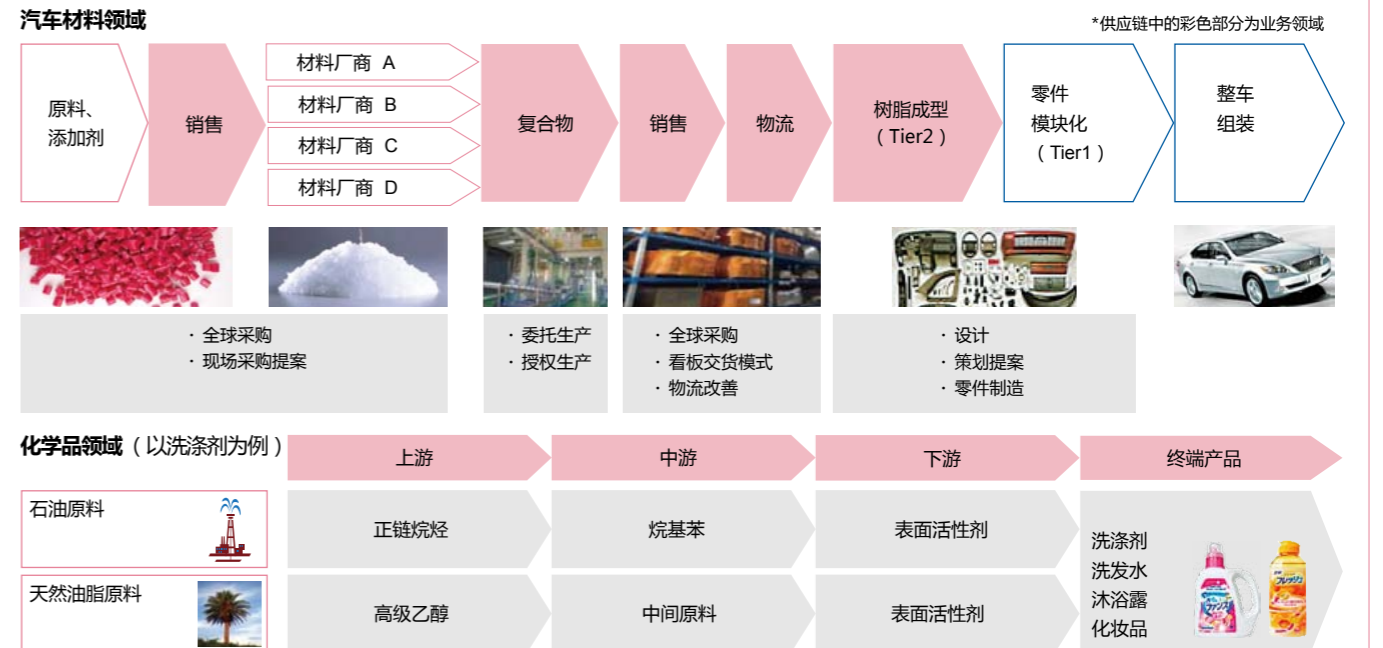 汽车材料领域
*供应链中的彩色部分为业务领域
原料、
添加剂
销售
材料厂商 A
材料厂商 B
材料厂商 C
材料厂商 D
复合物
销售
物流
树脂成型
（Tier2）
零件
模块化
（Tier1）
整车
组装
· 全球采购
· 现场采购提案
· 委托生产
· 授权生产
· 全球采购
· 看板交货模式
· 物流改善
· 设计
· 策划提案
· 零件制造
化学品领域（以洗涤剂为例）
上游
中游
下游
终端产品
石油原料
正链烷烃
烷基苯
表面活性剂
天然油脂原料
高级乙醇
中间原料
表面活性剂
洗涤剂
洗发水
沐浴露
化妆品
フレッシュ